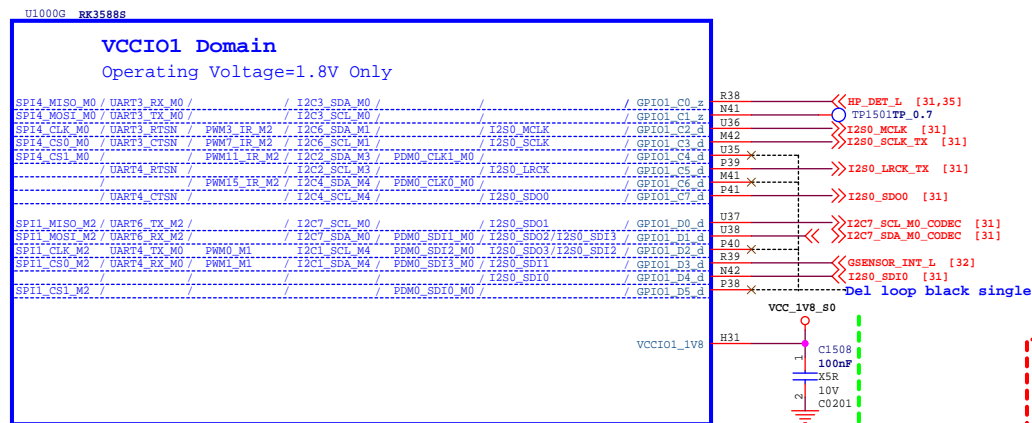 U1000G RK3588S
VCCIO1 Domain
Operating Voltage=1.8V Only
SPI4_MISO_M0 / UART3_RX_M0 / / I2C3_SDA_M0 / / / GPIO1_C0_z R38 HP_DET_L [31,35]
SPI4_MOSI_M0 / UART3_TX_M0 / / I2C3_SCL_M0 / / / GPIO1_C1_z N41 TP1501 TP_0.7
SPI4_CLK_M0 / UART3_RTSN / PWM3_IR_M2 / I2C6_SDA_M1 / / I2S0_MCLK / GPIO1_C2_d U36 I2S0_MCLK [31]
SPI4_CS0_M0 / UART3_CTSN / PWM7_IR_M2 / I2C6_SCL_M1 / / I2S0_SCLK / GPIO1_C3_d M42 I2S0_SCLK_TX [31]
SPI4_CS1_M0 / / PWM11_IR_M2 / I2C2_SDA_M3 / PDM0_CLK1_M0 / / GPIO1_C4_d U35
/ UART4_RTSN / / I2C2_SCL_M3 / / I2S0_LRCK / GPIO1_C5_d P39 I2S0_LRCK_TX [31]
/ / PWM15_IR_M2 / I2C4_SDA_M4 / PDM0_CLK0_M0 / / GPIO1_C6_d M41
/ UART4_CTSN / / I2C4_SCL_M4 / / I2S0_SDO0 / GPIO1_C7_d P41 I2S0_SDO0 [31]
SPI1_MISO_M2 / UART6_TX_M2 / / I2C7_SCL_M0 / / I2S0_SDO1 / GPIO1_D0_d U37 I2C7_SCL_M0_CODEC [31]
SPI1_MOSI_M2 / UART6_RX_M2 / / I2C7_SDA_M0 / PDM0_SDI1_M0 / I2S0_SDO2/I2S0_SDI3 / GPIO1_D1_d U38 I2C7_SDA_M0_CODEC [31]
SPI1_CLK_M2 / UART4_TX_M0 / PWM0_M1 / I2C1_SCL_M4 / PDM0_SDI2_M0 / I2S0_SDO3/I2S0_SDI2 / GPIO1_D2_d P40
SPI1_CS0_M2 / UART4_RX_M0 / PWM1_M1 / I2C1_SDA_M4 / PDM0_SDI3_M0 / I2S0_SDI1 / GPIO1_D3_d R39 GSENSOR_INT_L [32]
/ / / / / I2S0_SDI0 / GPIO1_D4_d N42 I2S0_SDI0 [31]
SPI1_CS1_M2 / / / / PDM0_SDI0_M0 / / GPIO1_D5_d P38
Del loop black single
VCC_1V8_S0
VCCIO1_1V8 H31
1 C1508
100nF
X5R
10V
2 C0201